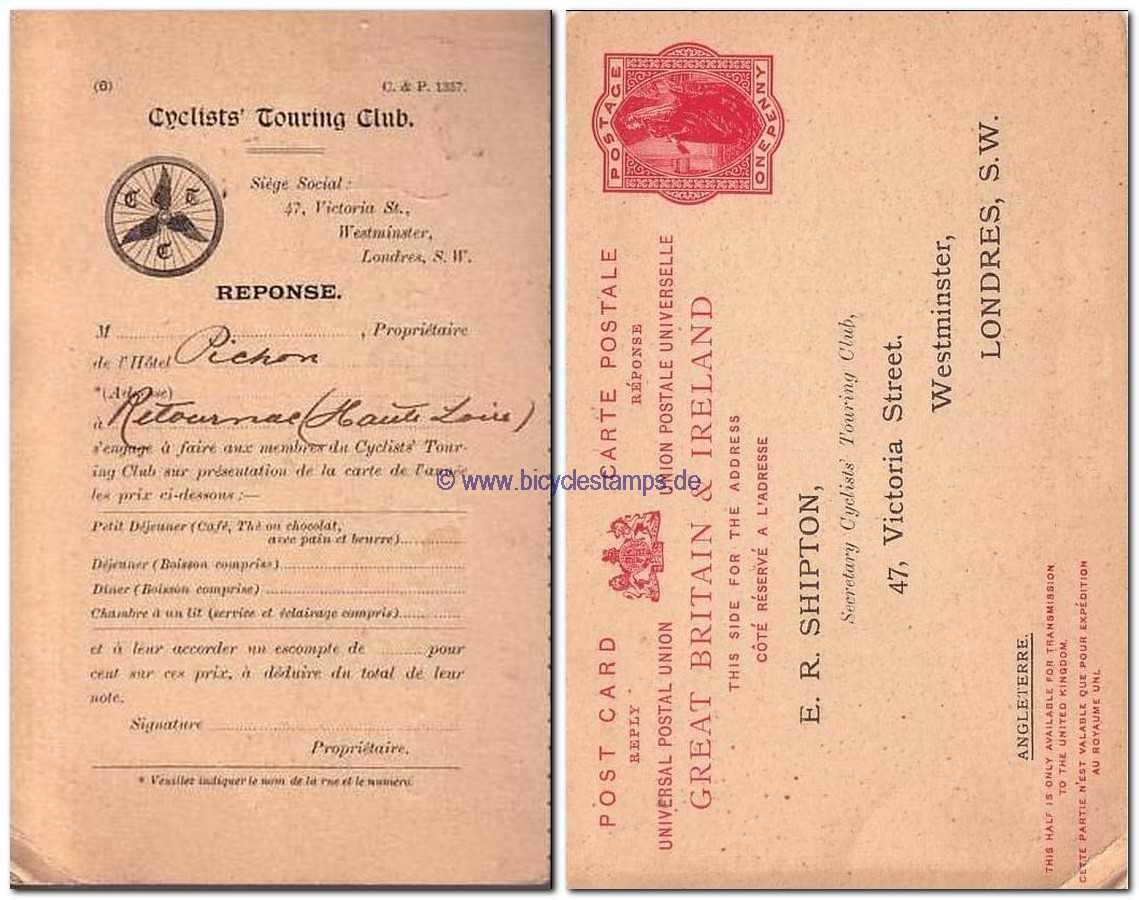 (6) C. & P. 1357.
Cyclists' Touring Club.
C T C
Siége Social :
47, Victoria St.,
Westminster,
Londres, S. W.
REPONSE.
M , Propriétaire
de l'Hôtel Pichon
*(Adresse)
à Retournac (Haute Loire)
s'engage à faire aux membres du Cyclists' Tour-
ing Club sur présentation de la carte de l'année
les prix ci-dessous :—
Petit Déjeuner (Café, Thé ou chocolat,
avec pain et beurre)
Déjeuner (Boisson compris)
Diner (Boisson comprise)
Chambre à un lit (service et éclairage compris)
et à leur accorder un escompte de pour
cent sur ces prix, à déduire du total de leur
note.
Signature
Propriétaire.
* Veuillez indiquer le nom de la rue et le numéro.
© www.bicyclestamps.de
POSTAGE
ONE PENNY
POST CARD CARTE POSTALE
REPLY RÉPONSE
UNIVERSAL POSTAL UNION UNION POSTALE UNIVERSELLE
GREAT BRITAIN & IRELAND
THIS SIDE FOR THE ADDRESS
CÔTÉ RÉSERVÉ A L'ADRESSE
E. R. SHIPTON,
Secretary Cyclists' Touring Club,
47, Victoria Street.
Westminster,
LONDRES, S.W.
ANGLETERRE.
THIS HALF IS ONLY AVAILABLE FOR TRANSMISSION
TO THE UNITED KINGDOM.
CETTE PARTIE N'EST VALABLE QUE POUR EXPÉDITION
AU ROYAUME UNI.